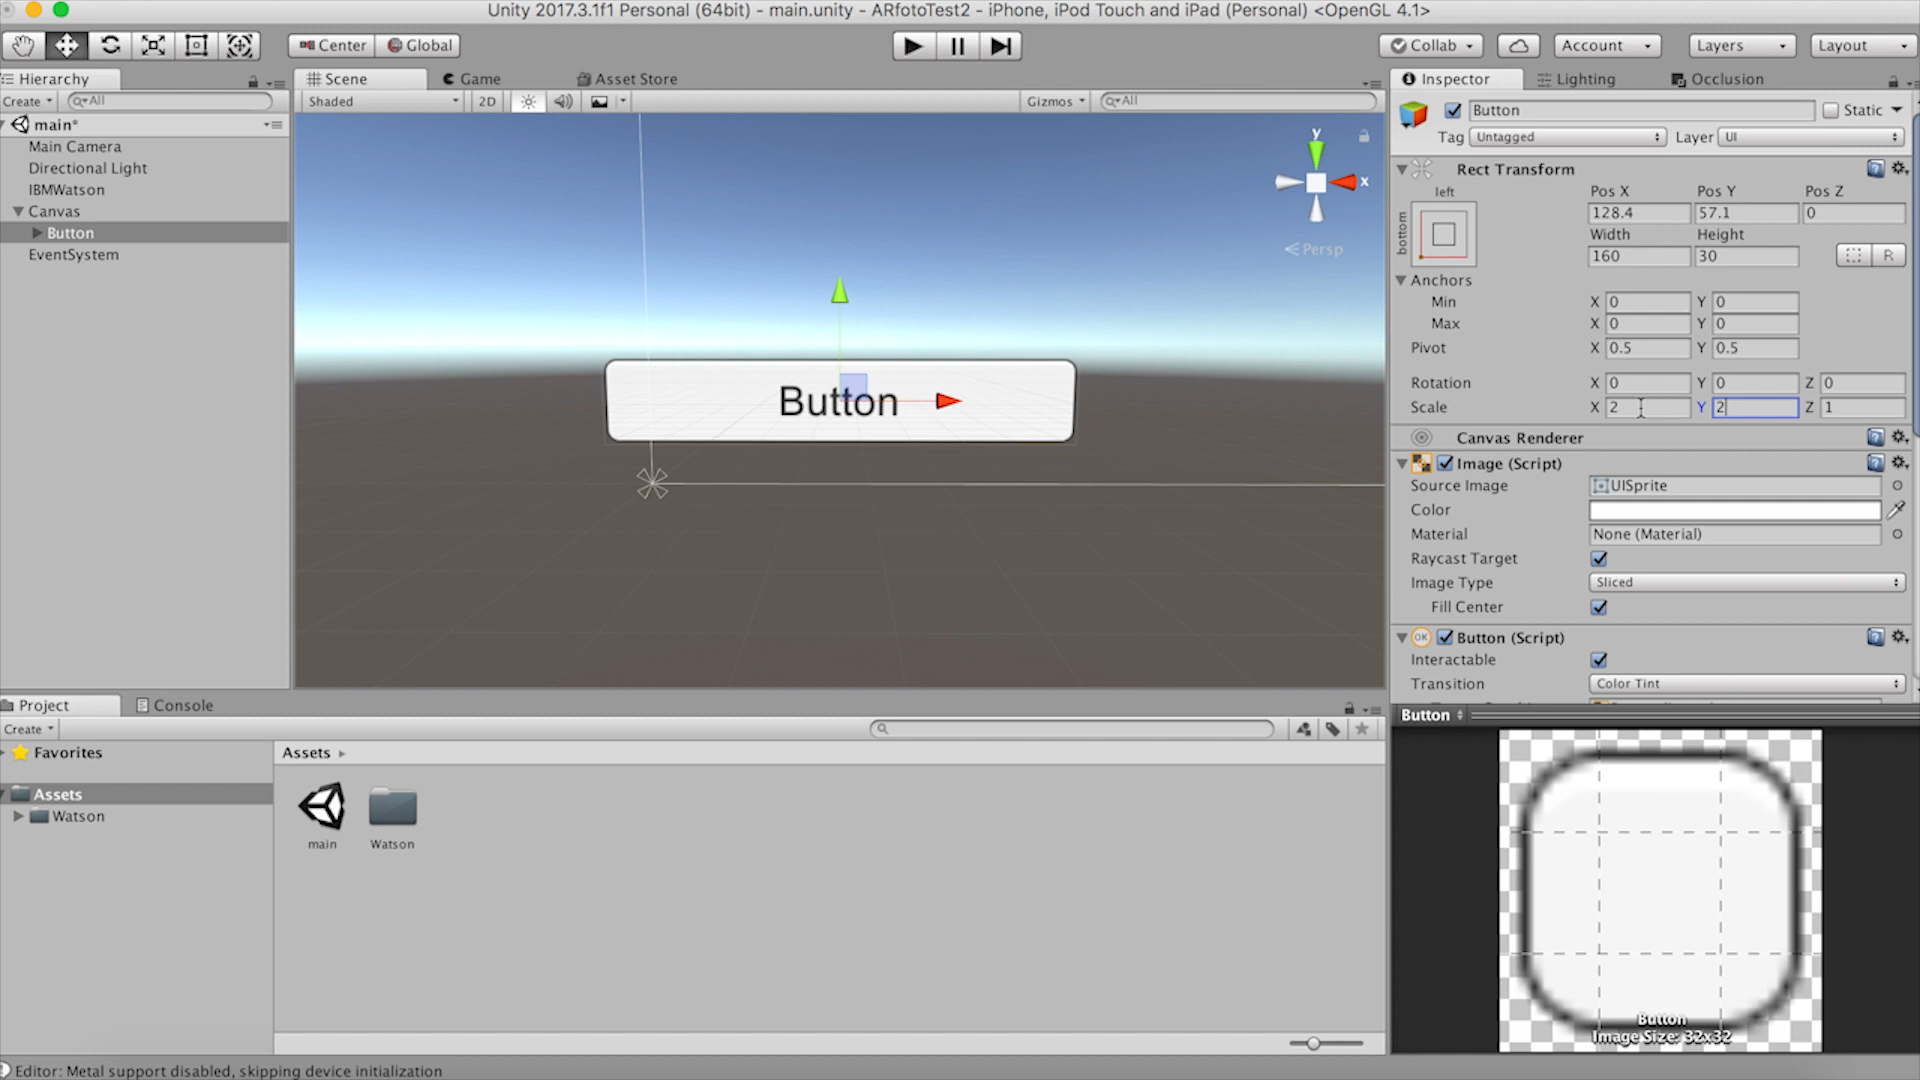 Unity 2017.3.1f1 Personal (64bit) - main.unity - ARfotoTest2 - iPhone, iPod Touch and iPad (Personal) <OpenGL 4.1>
Center Global Collab Account Layers Layout
Hierarchy
Create All
main*
Main Camera
Directional Light
IBMWatson
Canvas
Button
EventSystem
Scene Game Asset Store
Shaded 2D Gizmos All
y
x
Persp
Button
Inspector Lighting Occlusion
Button Static
Tag Untagged Layer UI
Rect Transform
left Pos X Pos Y Pos Z
bottom 128.4 57.1 0
Width Height
160 30 R
Anchors
Min X 0 Y 0
Max X 0 Y 0
Pivot X 0.5 Y 0.5
Rotation X 0 Y 0 Z 0
Scale X 2 Y 2 Z 1
Canvas Renderer
Image (Script)
Source Image UISprite
Color
Material None (Material)
Raycast Target
Image Type Sliced
Fill Center
OK Button (Script)
Interactable
Transition Color Tint
Project Console
Create
Favorites
Assets
Watson
Assets
main Watson
Button
Button
Image Size: 32x32
Editor: Metal support disabled, skipping device initialization